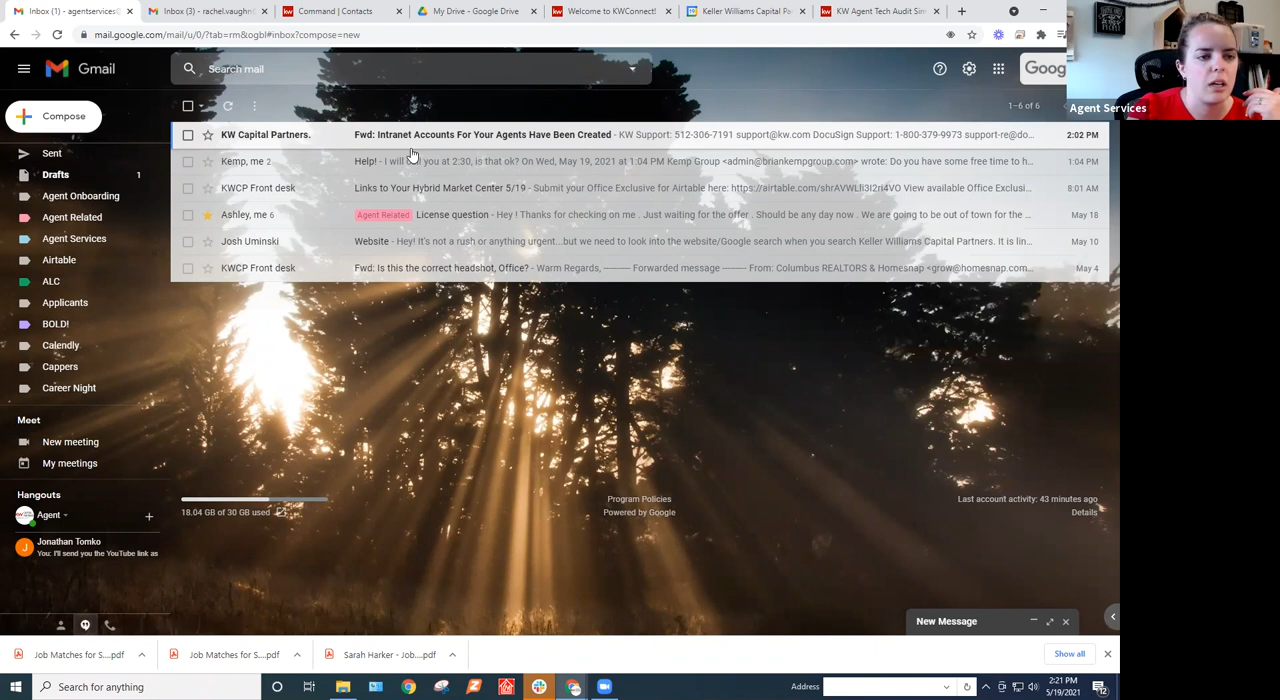 Inbox (1) - agentservices@
Inbox (3) - rachel.vaughn
Command | Contacts
My Drive - Google Drive
Welcome to KWConnect!
Keller Williams Capital Pa
KW Agent Tech Audit Sim
mail.google.com/mail/u/0/?tab=rm&ogbl#inbox?compose=new
Agent Services
Gmail
Search mail
Goog
Compose
1–6 of 6
KW Capital Partners. Fwd: Intranet Accounts For Your Agents Have Been Created - KW Support: 512-306-7191 support@kw.com DocuSign Support: 1-800-379-9973 support-re@do... 2:02 PM
Kemp, me 2 Help! - I will you at 2:30, is that ok? On Wed, May 19, 2021 at 1:04 PM Kemp Group <admin@briankempgroup.com> wrote: Do you have some free time to h... 1:04 PM
KWCP Front desk Links to Your Hybrid Market Center 5/19 - Submit your Office Exclusive for Airtable here: View available Office Exclusi... 8:01 AM
Ashley, me 6 Agent Related License question - Hey ! Thanks for checking on me . Just waiting for the offer . Should be any day now . We are going to be out of town for the ... May 18
Josh Uminski Website - Hey! It's not a rush or anything urgent...but we need to look into the website/Google search when you search Keller Williams Capital Partners. It is lin... May 10
KWCP Front desk Fwd: Is this the correct headshot, Office? - Warm Regards, ---------- Forwarded message --------- From: Columbus REALTORS & Homesnap <grow@homesnap.com... May 4
Sent
Drafts 1
Agent Onboarding
Agent Related
Agent Services
Airtable
ALC
Applicants
BOLD!
Calendly
Cappers
Career Night
Meet
New meeting
My meetings
Hangouts
Agent
Jonathan Tomko
You: I'll send you the YouTube link as
18.04 GB of 30 GB used
Program Policies
Powered by Google
Last account activity: 43 minutes ago
Details
New Message
Job Matches for S....pdf
Job Matches for S....pdf
Sarah Harker - Job....pdf
Show all
Search for anything
Address
2:21 PM
5/19/2021
12